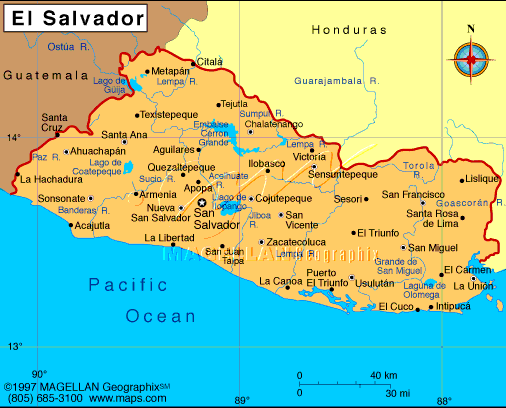 El Salvador
Honduras
N
Ostúa R.
Guatemala
Lago de
Güija
Metapán
Citalá
Lempa R.
Guarajambala R.
Tejutla
Sumpul R.
Texistepeque
Embalse
Cerron
Grande
Chalatenango
Santa
Cruz
14°
14°
Santa Ana
Lempa R.
Paz R.
Ahuachapán
Aguilares
Victoria
Torola
R.
Lago de
Coatepeque
Quezaltepeque
Ilobasco
Sensuntepeque
La Hachadura
Sucio R.
Acelnuate
R.
Apopa
Lislique
Sonsonate
Armenia
Lago de
Ilopango
Cojutepeque
Sesori
San Francisco
Goascorán R.
Banderas R.
Nueva
San Salvador
San
Salvador
Jiboa
R.
San
Vicente
Santa Rosa
de Lima
Acajutla
El Triunfo
La Libertad
Zacatecoluca
San Miguel
San Juan
Talpa
Lempa R.
MAGELLAN Geographix
Grande de
San Miguel
El Carmen
Puerto
El Triunfo
Usulután
La Canoa
Laguna de
Olomega
La Unión
Pacific
Ocean
El Cuco
Intipucá
13°
13°
90°
89°
88°
0
40 km
0
30 mi
©1997 MAGELLAN Geographix℠
(805) 685-3100 www.maps.com